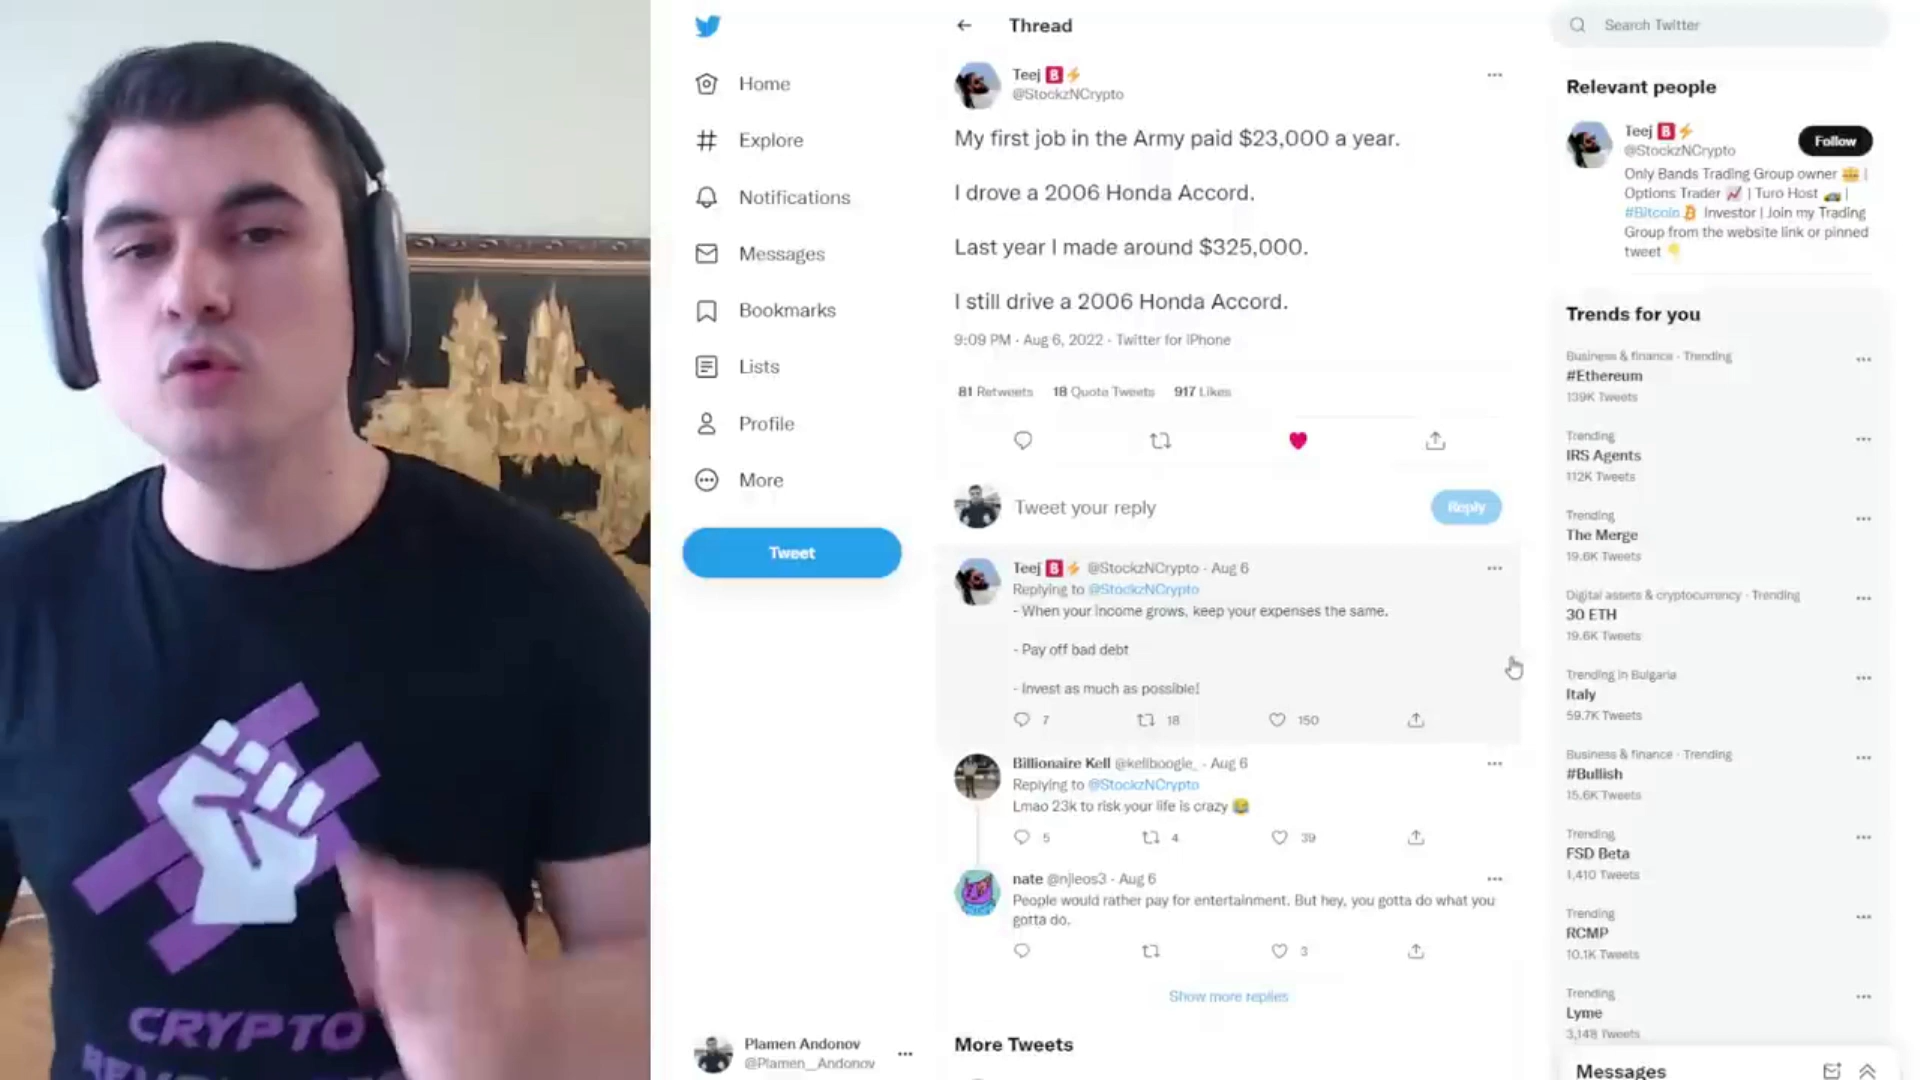 Home
Explore
Notifications
Messages
Bookmarks
Lists
Profile
More
Tweet
Plamen Andonov
@Plamen__Andonov
Thread
Teej B
@StockzNCrypto
My first job in the Army paid $23,000 a year.
I drove a 2006 Honda Accord.
Last year I made around $325,000.
I still drive a 2006 Honda Accord.
9:09 PM · Aug 6, 2022 · Twitter for iPhone
81 Retweets 18 Quote Tweets 917 Likes
Tweet your reply
Reply
Teej B @StockzNCrypto · Aug 6
Replying to @StockzNCrypto
- When your income grows, keep your expenses the same.
- Pay off bad debt
- Invest as much as possible!
7 18 150
Billionaire Kell @kellboogie_ · Aug 6
Replying to @StockzNCrypto
Lmao 23k to risk your life is crazy 😂
5 4 39
nate @njleos3 · Aug 6
People would rather pay for entertainment. But hey, you gotta do what you
gotta do.
3
Show more replies
More Tweets
Search Twitter
Relevant people
Teej B
@StockzNCrypto
Follow
Only Bands Trading Group owner |
Options Trader | Turo Host |
#Bitcoin Investor | Join my Trading
Group from the website link or pinned
tweet
Trends for you
Business & finance · Trending
#Ethereum
139K Tweets
Trending
IRS Agents
112K Tweets
Trending
The Merge
19.6K Tweets
Digital assets & cryptocurrency · Trending
30 ETH
19.6K Tweets
Trending in Bulgaria
Italy
59.7K Tweets
Business & finance · Trending
#Bullish
15.6K Tweets
Trending
FSD Beta
1,410 Tweets
Trending
RCMP
10.1K Tweets
Trending
Lyme
3,148 Tweets
Messages
CRYPTO